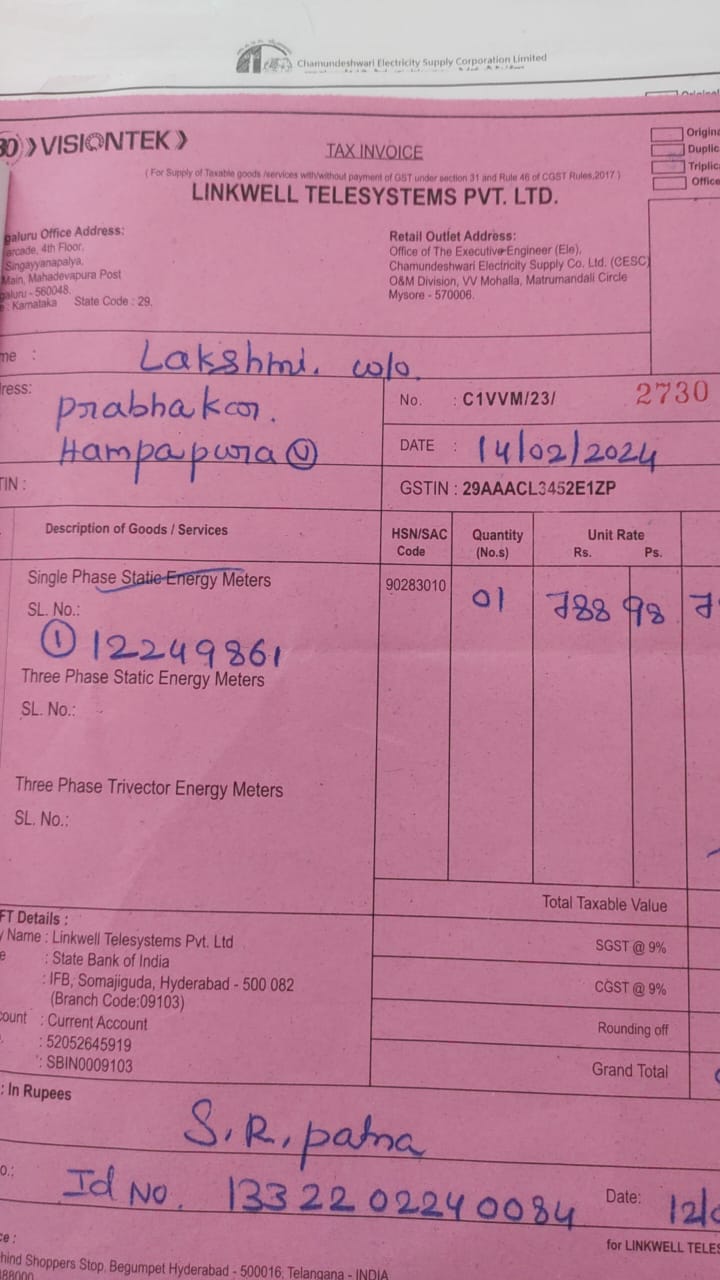 Chamundeshwari Electricity Supply Corporation Limited
VISIONTEK
TAX INVOICE
( For Supply of Taxable goods /services with/without payment of GST under section 31 and Rule 46 of CGST Rules,2017 )
LINKWELL TELESYSTEMS PVT. LTD.
Origina
Duplic
Triplic
Office
galuru Office Address:
arcade, 4th Floor,
Singayyanapalya,
Main, Mahadevapura Post
galuru - 560048.
: Karnataka State Code : 29.
Retail Outlet Address:
Office of The Executive Engineer (Ele),
Chamundeshwari Electricity Supply Co. Ltd. (CESC)
O&M Division, VV Mohalla, Matrumandali Circle
Mysore - 570006.
me : Lakshmi. w/o
ress: Prabhakar.
Hampapura (V)
No. : C1VVM/23/ 2730
DATE : 14/02/2024
TIN :
GSTIN : 29AAACL3452E1ZP
Description of Goods / Services
HSN/SAC Code
Quantity (No.s)
Unit Rate
Rs. Ps.
Single Phase Static Energy Meters
90283010 01 788 98 7
SL. No.:
① 12249861
Three Phase Static Energy Meters
SL. No.:
Three Phase Trivector Energy Meters
SL. No.:
Total Taxable Value
SGST @ 9%
CGST @ 9%
Rounding off
Grand Total
FT Details :
y Name : Linkwell Telesystems Pvt. Ltd
e : State Bank of India
: IFB, Somajiguda, Hyderabad - 500 082
(Branch Code:09103)
count : Current Account
: 52052645919
: SBIN0009103
: In Rupees
S.R.patna
o.: Id No. 1332202240084 Date: 12/
for LINKWELL TELES
ce :
hind Shoppers Stop, Begumpet Hyderabad - 500016, Telangana - INDIA